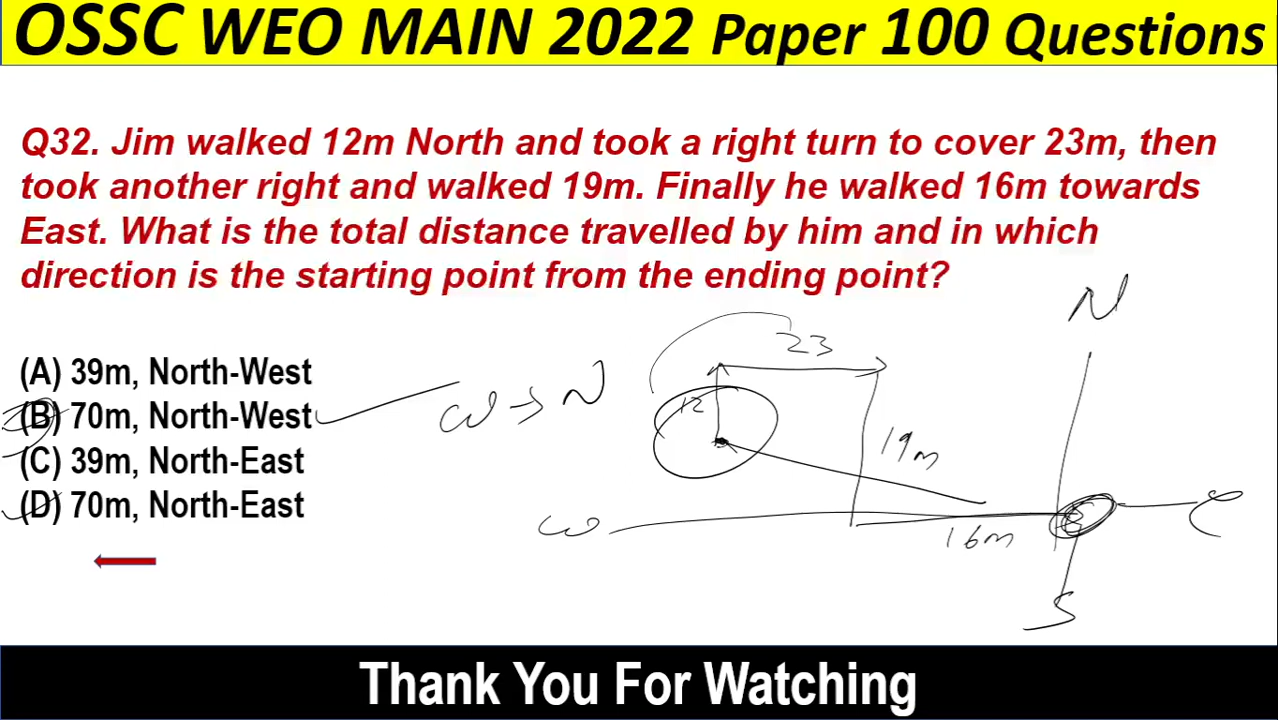 OSSC WEO MAIN 2022 Paper 100 Questions
Q32. Jim walked 12m North and took a right turn to cover 23m, then
took another right and walked 19m. Finally he walked 16m towards
East. What is the total distance travelled by him and in which
direction is the starting point from the ending point?
(A) 39m, North-West
(B) 70m, North-West
(C) 39m, North-East
(D) 70m, North-East
W → N
23
12
19m
16m
N
W
E
S
Thank You For Watching